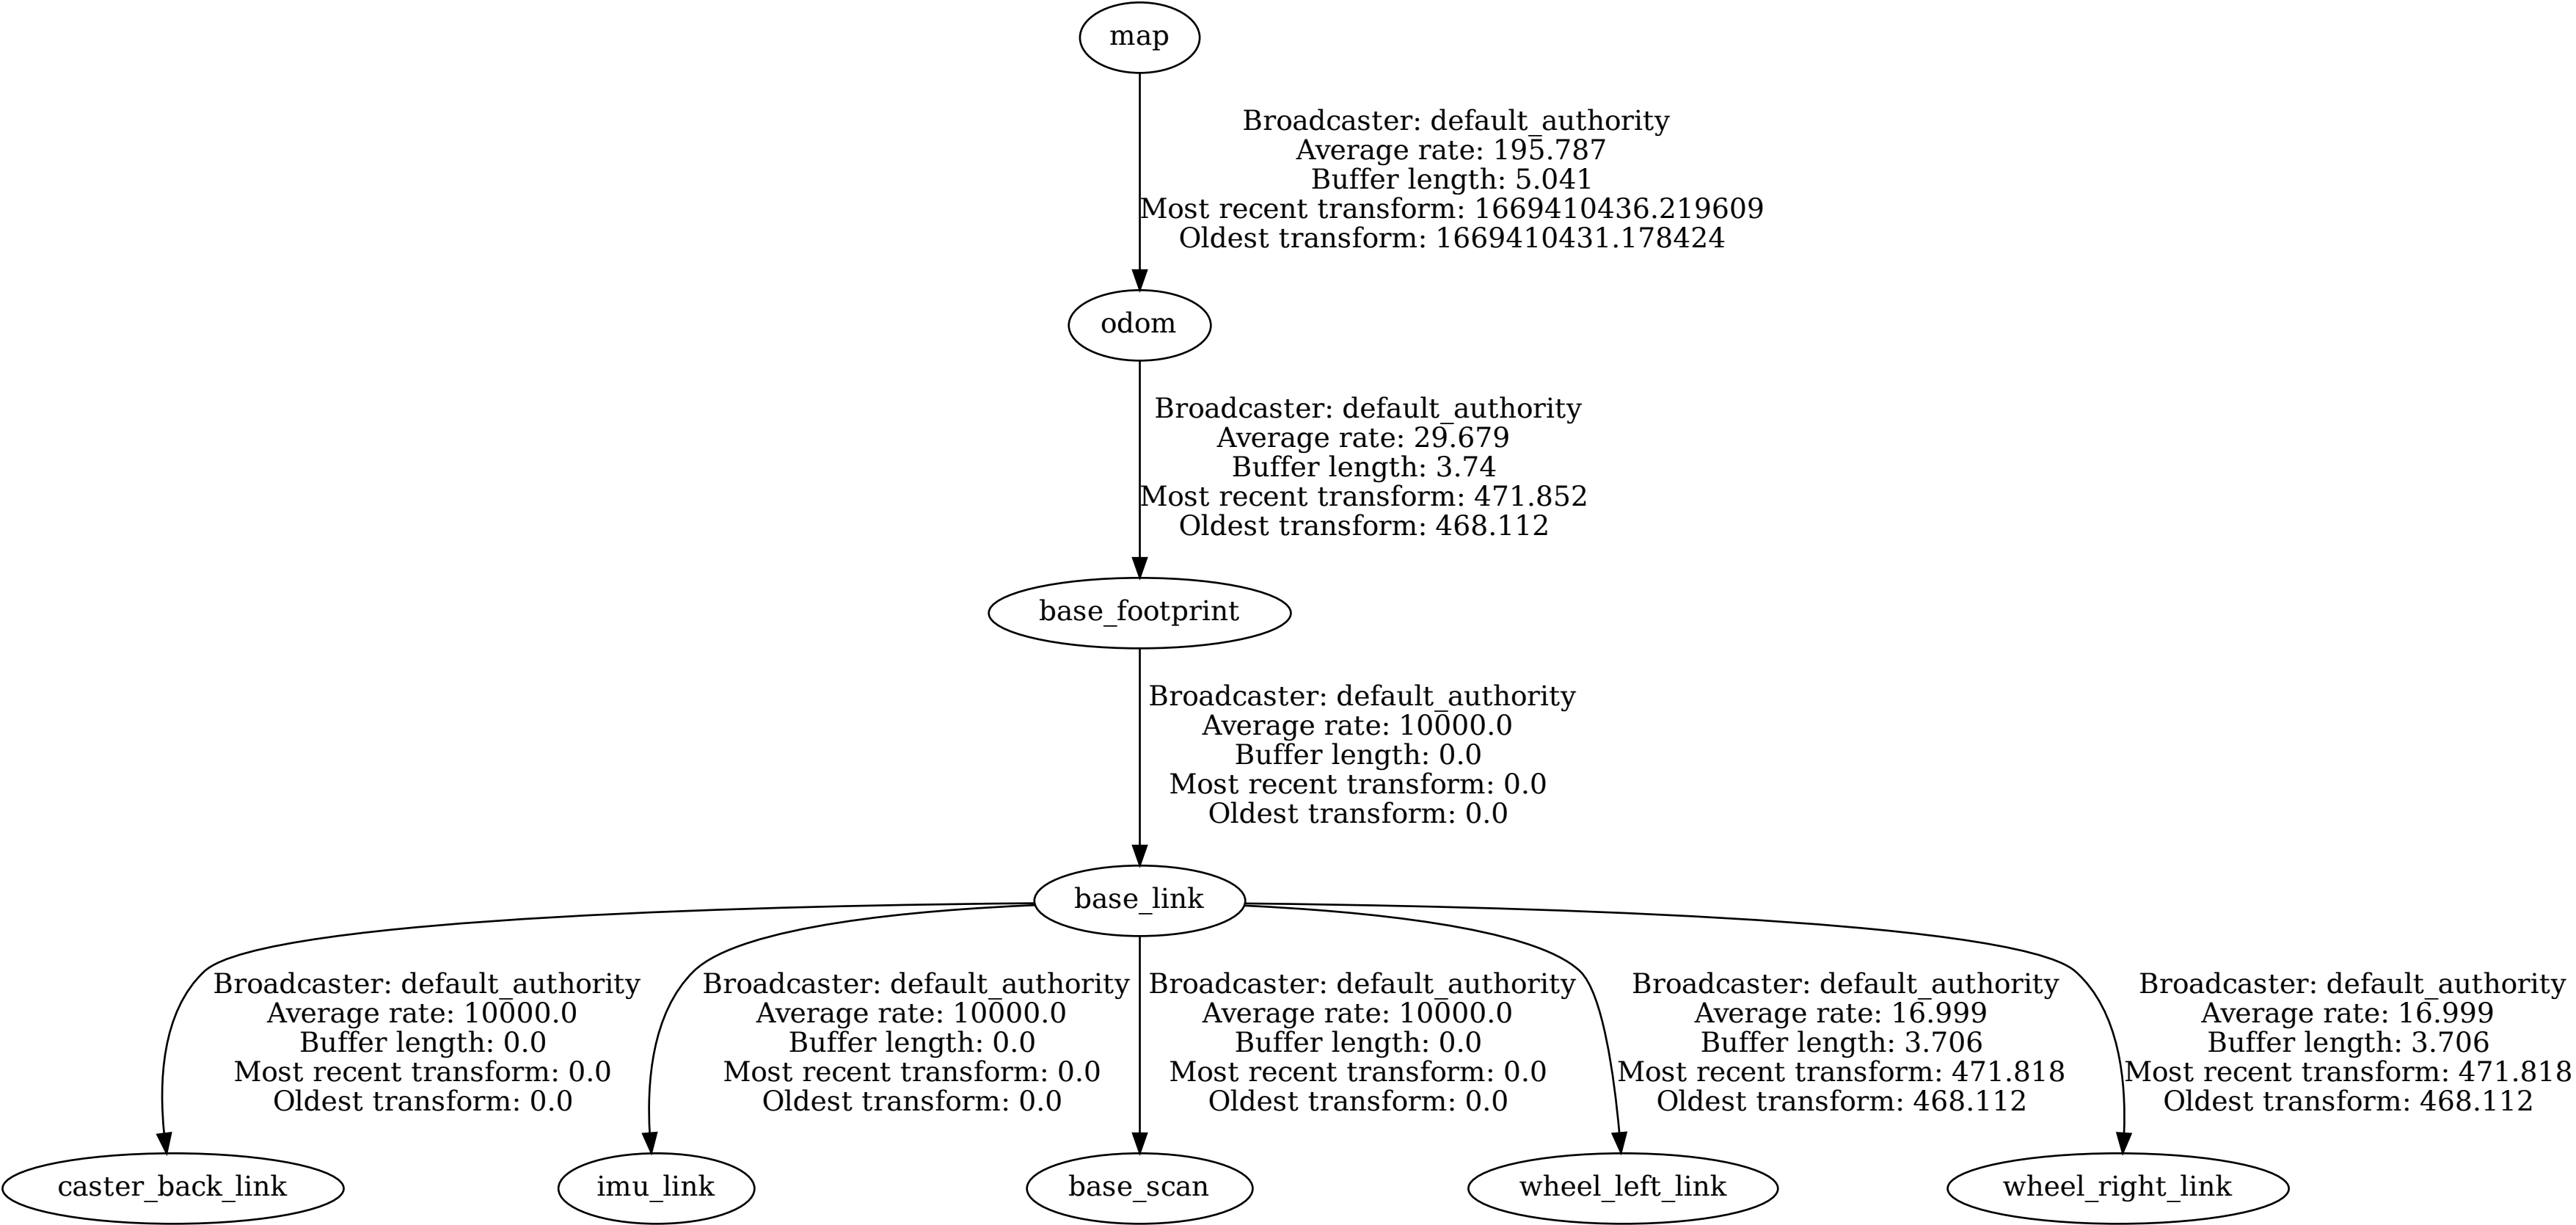 map
Broadcaster: default_authority
Average rate: 195.787
Buffer length: 5.041
Most recent transform: 1669410436.219609
Oldest transform: 1669410431.178424
odom
Broadcaster: default_authority
Average rate: 29.679
Buffer length: 3.74
Most recent transform: 471.852
Oldest transform: 468.112
base_footprint
Broadcaster: default_authority
Average rate: 10000.0
Buffer length: 0.0
Most recent transform: 0.0
Oldest transform: 0.0
base_link
Broadcaster: default_authority
Average rate: 10000.0
Buffer length: 0.0
Most recent transform: 0.0
Oldest transform: 0.0
Broadcaster: default_authority
Average rate: 10000.0
Buffer length: 0.0
Most recent transform: 0.0
Oldest transform: 0.0
Broadcaster: default_authority
Average rate: 10000.0
Buffer length: 0.0
Most recent transform: 0.0
Oldest transform: 0.0
Broadcaster: default_authority
Average rate: 16.999
Buffer length: 3.706
Most recent transform: 471.818
Oldest transform: 468.112
Broadcaster: default_authority
Average rate: 16.999
Buffer length: 3.706
Most recent transform: 471.818
Oldest transform: 468.112
caster_back_link
imu_link
base_scan
wheel_left_link
wheel_right_link